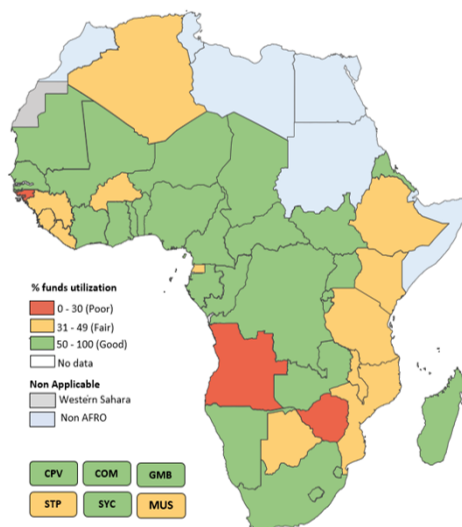 % funds utilization
0 - 30 (Poor)
31 - 49 (Fair)
50 - 100 (Good)
No data
Non Applicable
Western Sahara
Non AFRO
CPV COM GMB
STP SYC MUS